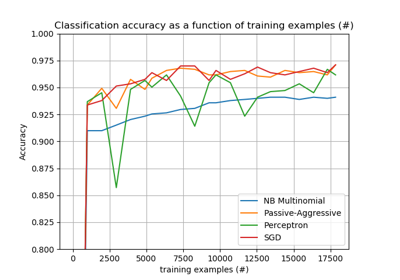 Classification accuracy as a function of training examples (#)
1.000
0.975
0.950
0.925
0.900
0.875
0.850
0.825
0.800
Accuracy
NB Multinomial
Passive-Aggressive
Perceptron
SGD
0 2500 5000 7500 10000 12500 15000 17500
training examples (#)